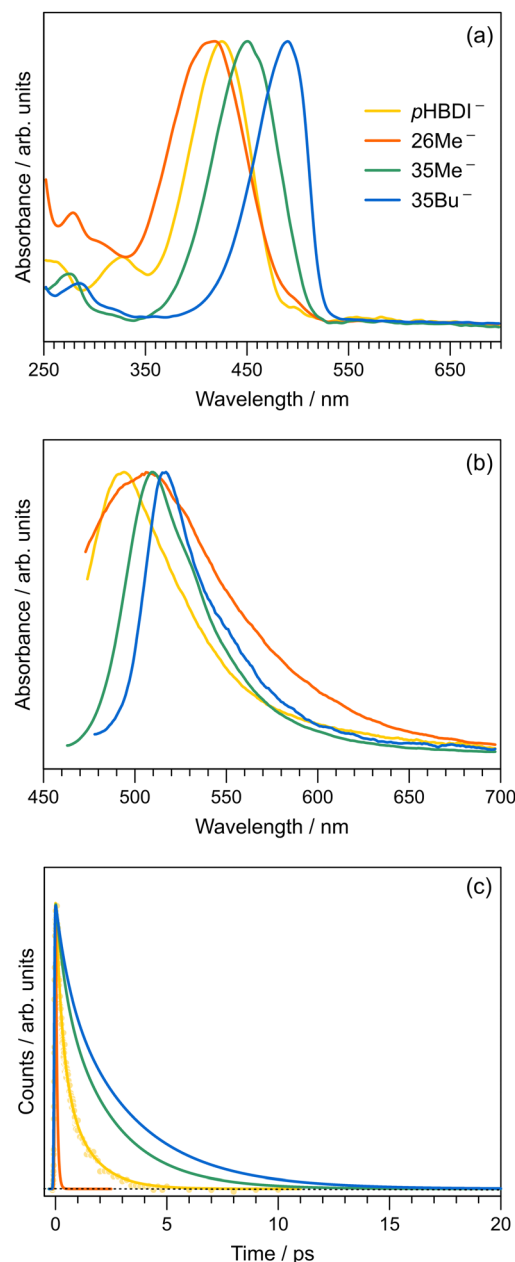 (a)
pHBDI⁻
26Me⁻
35Me⁻
35Bu⁻
Absorbance / arb. units
250 350 450 550 650
Wavelength / nm
(b)
Absorbance / arb. units
450 500 550 600 650 700
Wavelength / nm
(c)
Counts / arb. units
0 5 10 15 20
Time / ps